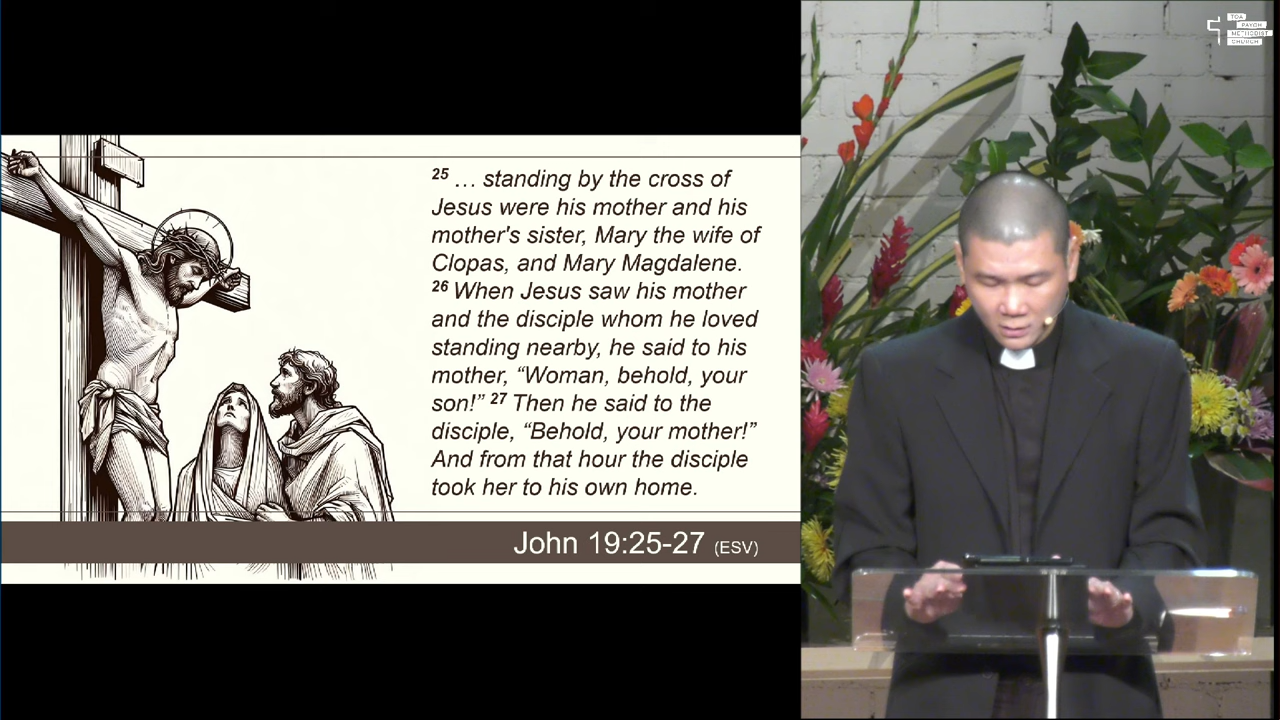 25 … standing by the cross of
Jesus were his mother and his
mother's sister, Mary the wife of
Clopas, and Mary Magdalene.
26 When Jesus saw his mother
and the disciple whom he loved
standing nearby, he said to his
mother, “Woman, behold, your
son!” 27 Then he said to the
disciple, “Behold, your mother!”
And from that hour the disciple
took her to his own home.
John 19:25-27 (ESV)
TOA
PAYOH
METHODIST
CHURCH